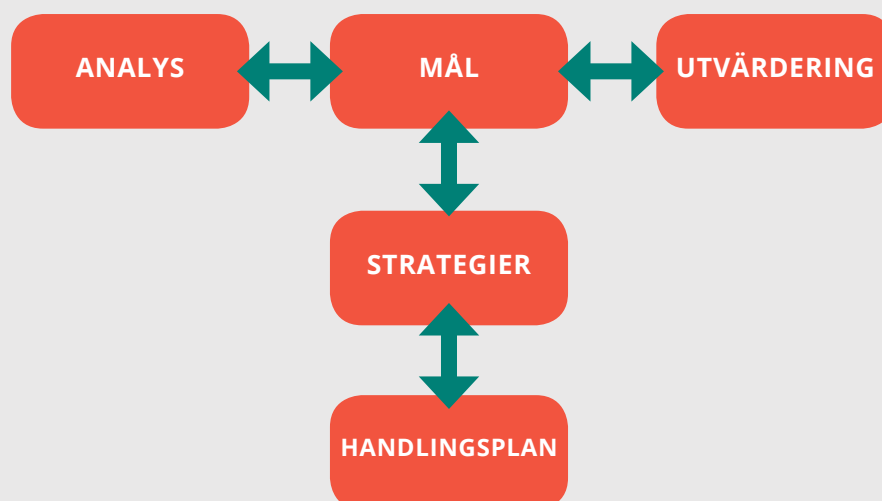 ANALYS
MÅL
UTVÄRDERING
STRATEGIER
HANDLINGSPLAN